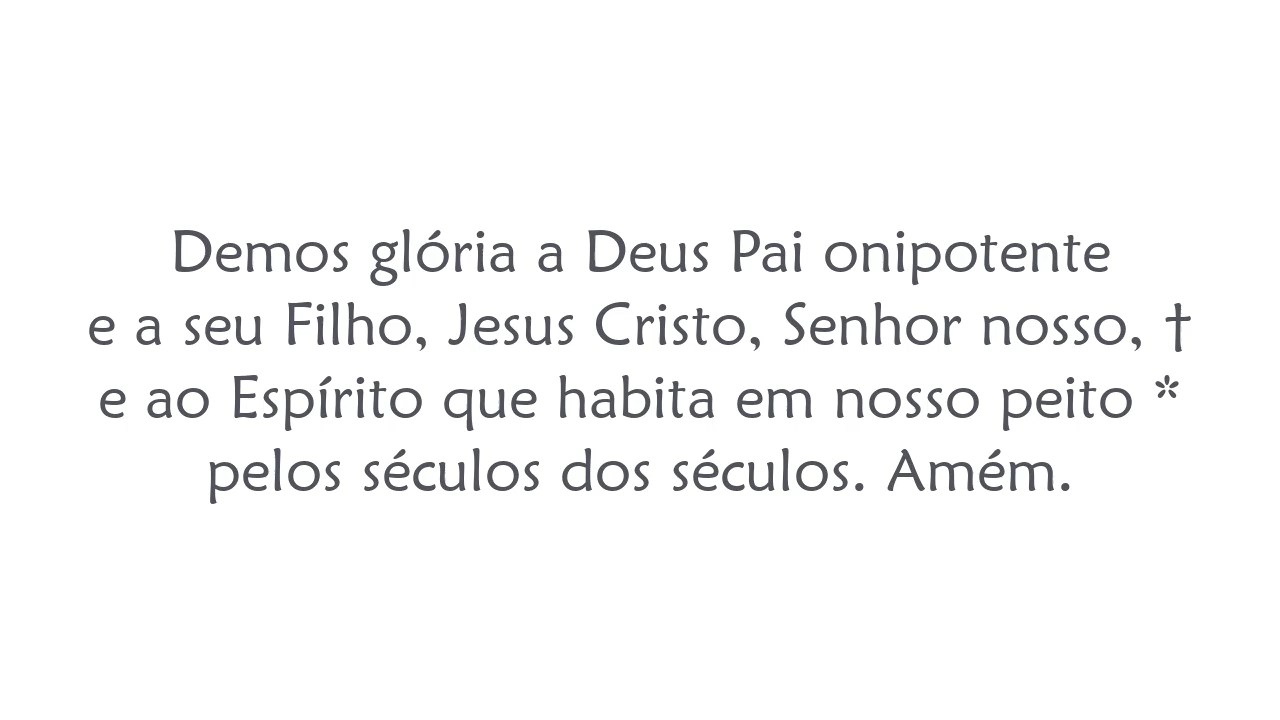 Demos glória a Deus Pai onipotente
e a seu Filho, Jesus Cristo, Senhor nosso, †
e ao Espírito que habita em nosso peito *
pelos séculos dos séculos. Amém.